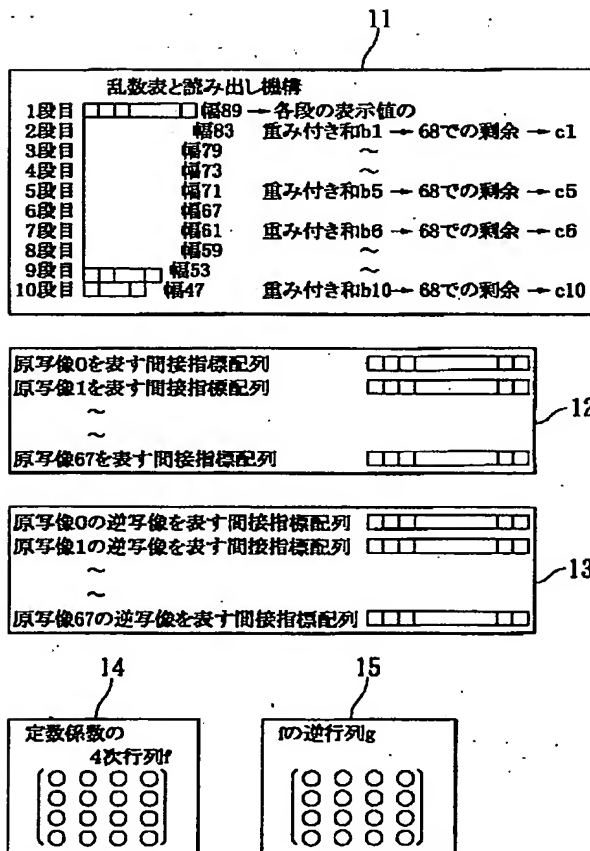 11
乱数表と読み出し機構
1段目 幅89→各段の表示値の
2段目 幅83 重み付き和b1→68での剰余→c1
3段目 幅79 ~
4段目 幅73 ~
5段目 幅71 重み付き和b5→68での剰余→c5
6段目 幅67
7段目 幅61 重み付き和b6→68での剰余→c6
8段目 幅59 ~
9段目 幅53 ~
10段目 幅47 重み付き和b10→68での剰余→c10
原写像0を表す間接指標配列
原写像1を表す間接指標配列
~
12
~
原写像67を表す間接指標配列
原写像0の逆写像を表す間接指標配列
原写像1の逆写像を表す間接指標配列
~
13
~
原写像67の逆写像を表す間接指標配列
14 15
定数係数の fの逆行列g
4次行列f